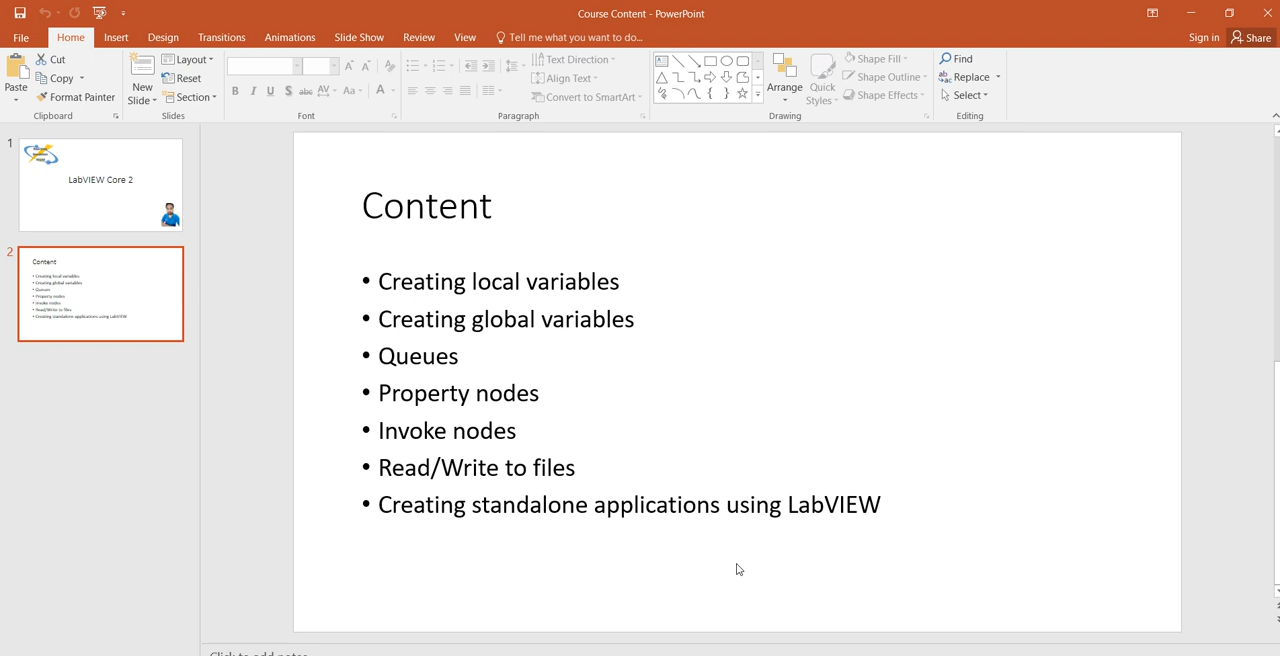 Course Content - PowerPoint
File Home Insert Design Transitions Animations Slide Show Review View Tell me what you want to do... Sign in Share
Paste
Cut
Copy
Format Painter
Clipboard
New Slide
Layout
Reset
Section
Slides
B I U S abc AV Aa A
Font
Text Direction
Align Text
Convert to SmartArt
Paragraph
Arrange
Quick Styles
Shape Fill
Shape Outline
Shape Effects
Drawing
Find
Replace
Select
Editing
1
LabVIEW Core 2
2
Content
• Creating local variables
• Creating global variables
• Queues
• Property nodes
• Invoke nodes
• Read/Write to files
• Creating standalone applications using LabVIEW
Content
• Creating local variables
• Creating global variables
• Queues
• Property nodes
• Invoke nodes
• Read/Write to files
• Creating standalone applications using LabVIEW
Click to add notes